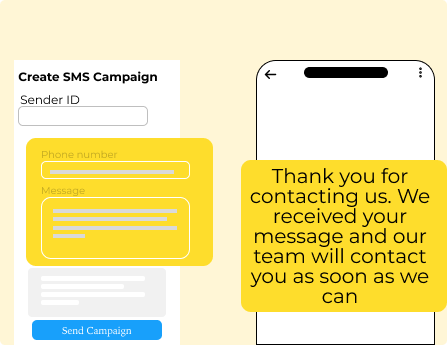 Create SMS Campaign
Sender ID
Phone number
Message
Send Campaign
Thank you for
contacting us. We
received your
message and our
team will contact
you as soon as we
can